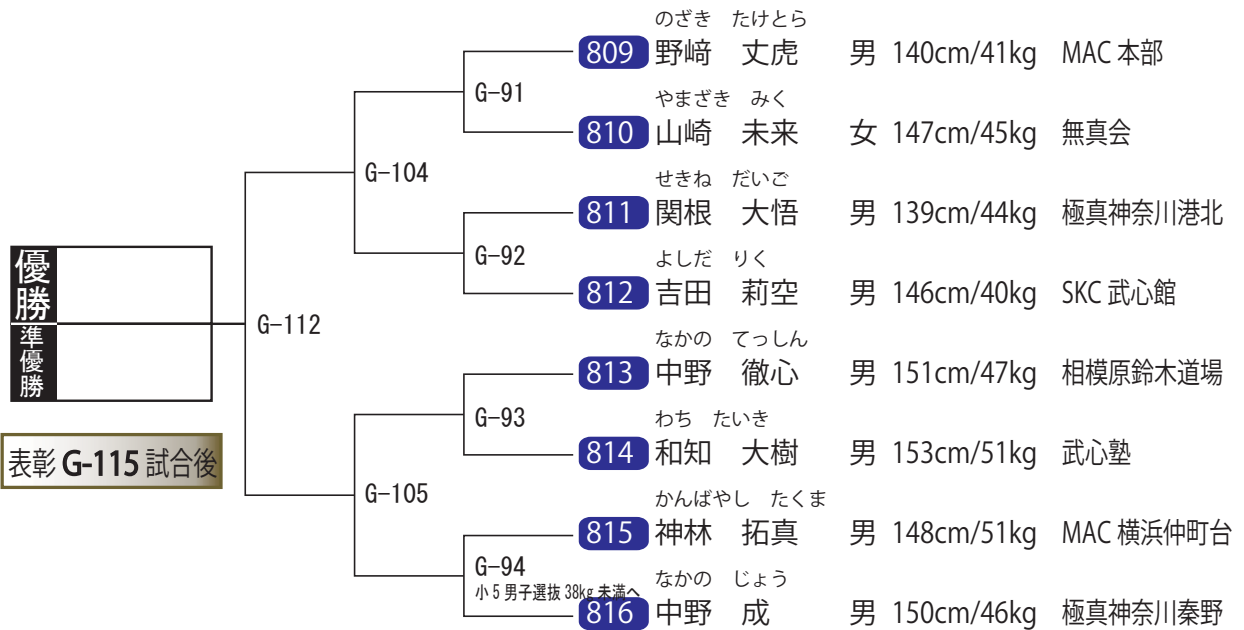 のざき たけとら
809 野﨑 丈虎 男 140cm/41kg MAC 本部
G-91
やまざき みく
810 山崎 未来 女 147cm/45kg 無真会
G-104
せきね だいご
811 関根 大悟 男 139cm/44kg 極真神奈川港北
G-92
よしだ りく
812 吉田 莉空 男 146cm/40kg SKC 武心館
優勝
G-112
準優勝
なかの てっしん
813 中野 徹心 男 151cm/47kg 相模原鈴木道場
G-93
わち たいき
814 和知 大樹 男 153cm/51kg 武心塾
表彰 G-115 試合後
G-105
かんばやし たくま
815 神林 拓真 男 148cm/51kg MAC 横浜仲町台
G-94
小5男子選抜 38kg 未満へ
なかの じょう
816 中野 成 男 150cm/46kg 極真神奈川秦野